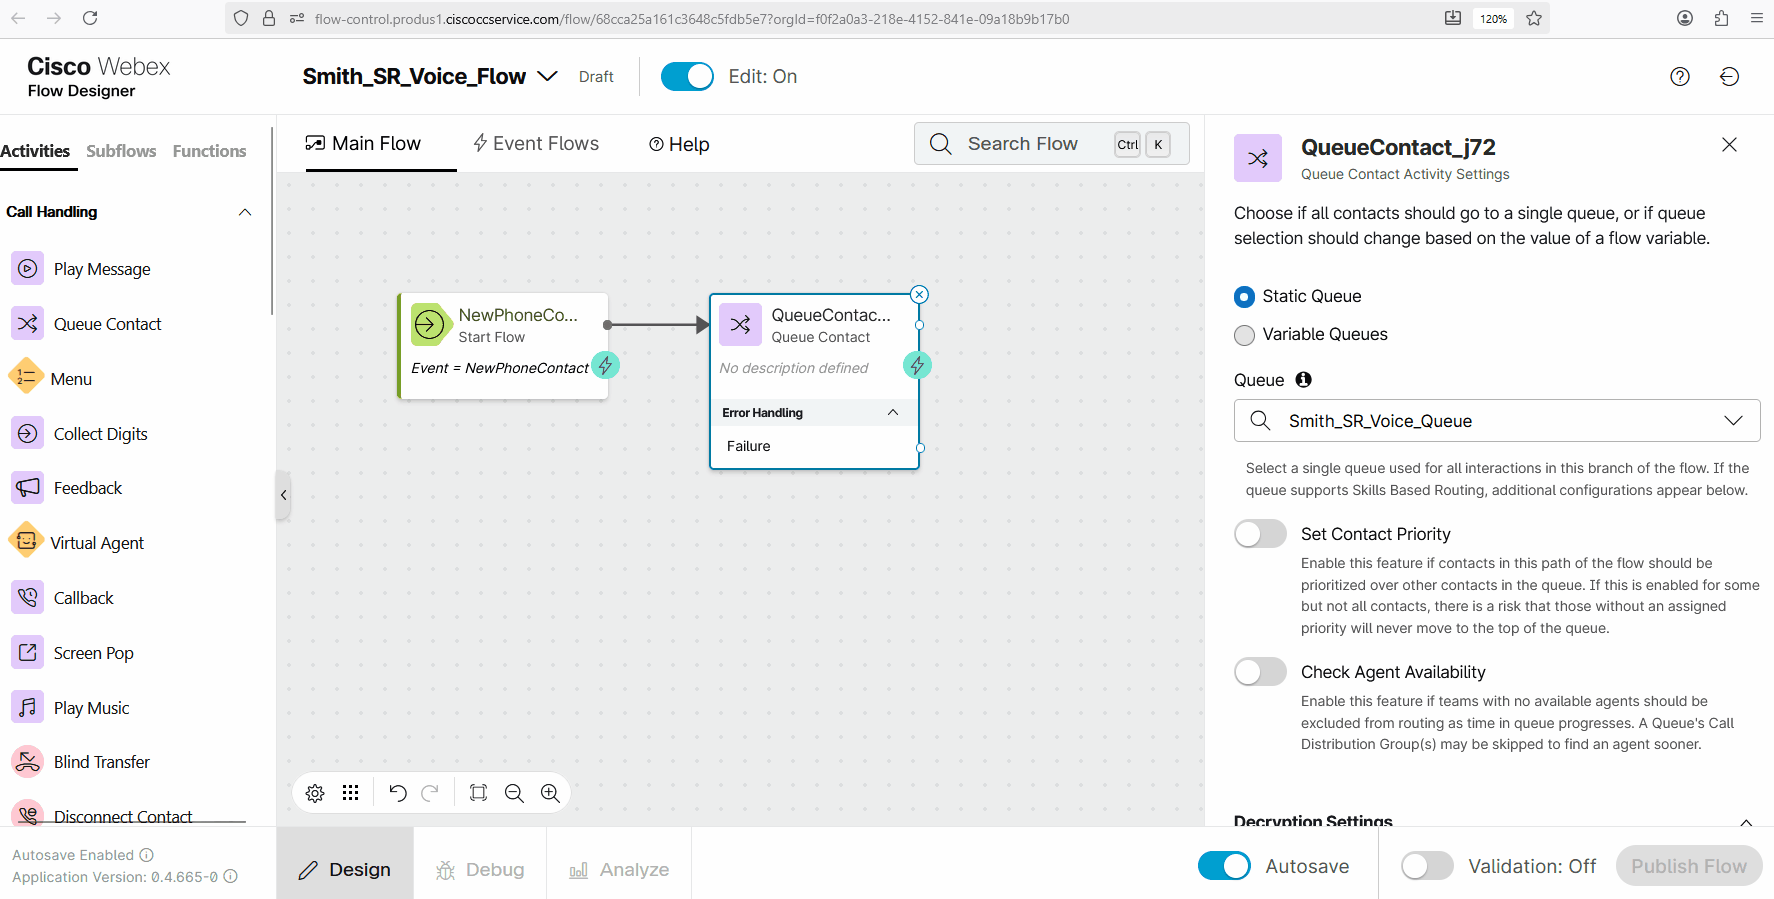 flow-control.produs1.ciscoccservice.com/flow/68cca25a161c3648c5fdb5e7?orgId=f0f2a0a3-218e-4152-841e-09a18b9b17b0
120%
Cisco Webex
Flow Designer
Smith_SR_Voice_Flow
Draft
Edit: On
Activities
Subflows
Functions
Main Flow
Event Flows
Help
Search Flow
Ctrl
K
Call Handling
Play Message
Queue Contact
Menu
Collect Digits
Feedback
Virtual Agent
Callback
Screen Pop
Play Music
Blind Transfer
Disconnect Contact
NewPhoneCo...
Start Flow
Event = NewPhoneContact
QueueContac...
Queue Contact
No description defined
Error Handling
Failure
QueueContact_j72
Queue Contact Activity Settings
Choose if all contacts should go to a single queue, or if queue
selection should change based on the value of a flow variable.
Static Queue
Variable Queues
Queue
Smith_SR_Voice_Queue
Select a single queue used for all interactions in this branch of the flow. If the
queue supports Skills Based Routing, additional configurations appear below.
Set Contact Priority
Enable this feature if contacts in this path of the flow should be
prioritized over other contacts in the queue. If this is enabled for some
but not all contacts, there is a risk that those without an assigned
priority will never move to the top of the queue.
Check Agent Availability
Enable this feature if teams with no available agents should be
excluded from routing as time in queue progresses. A Queue's Call
Distribution Group(s) may be skipped to find an agent sooner.
Decryption Settings
Autosave Enabled
Application Version: 0.4.665-0
Design
Debug
Analyze
Autosave
Validation: Off
Publish Flow